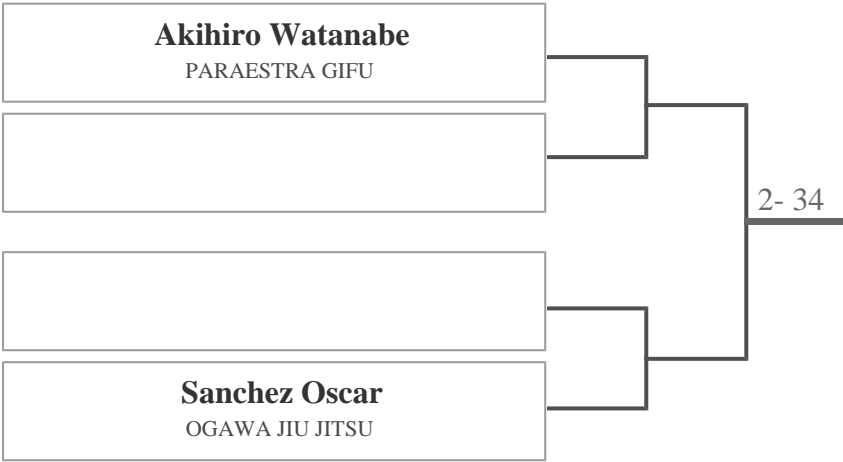 Akihiro Watanabe
PARAESTRA GIFU
2- 34
Sanchez Oscar
OGAWA JIU JITSU